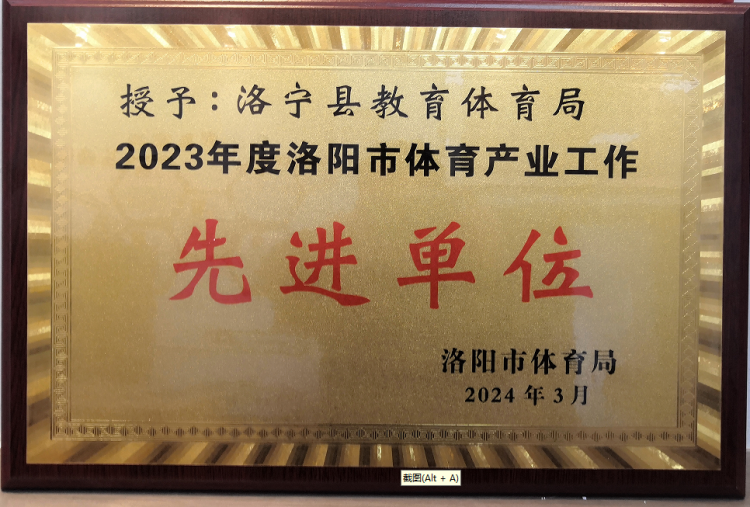 授予：洛宁县教育体育局
2023年度洛阳市体育产业工作
先进单位
洛阳市体育局
2024年3月
截图(Alt + A)